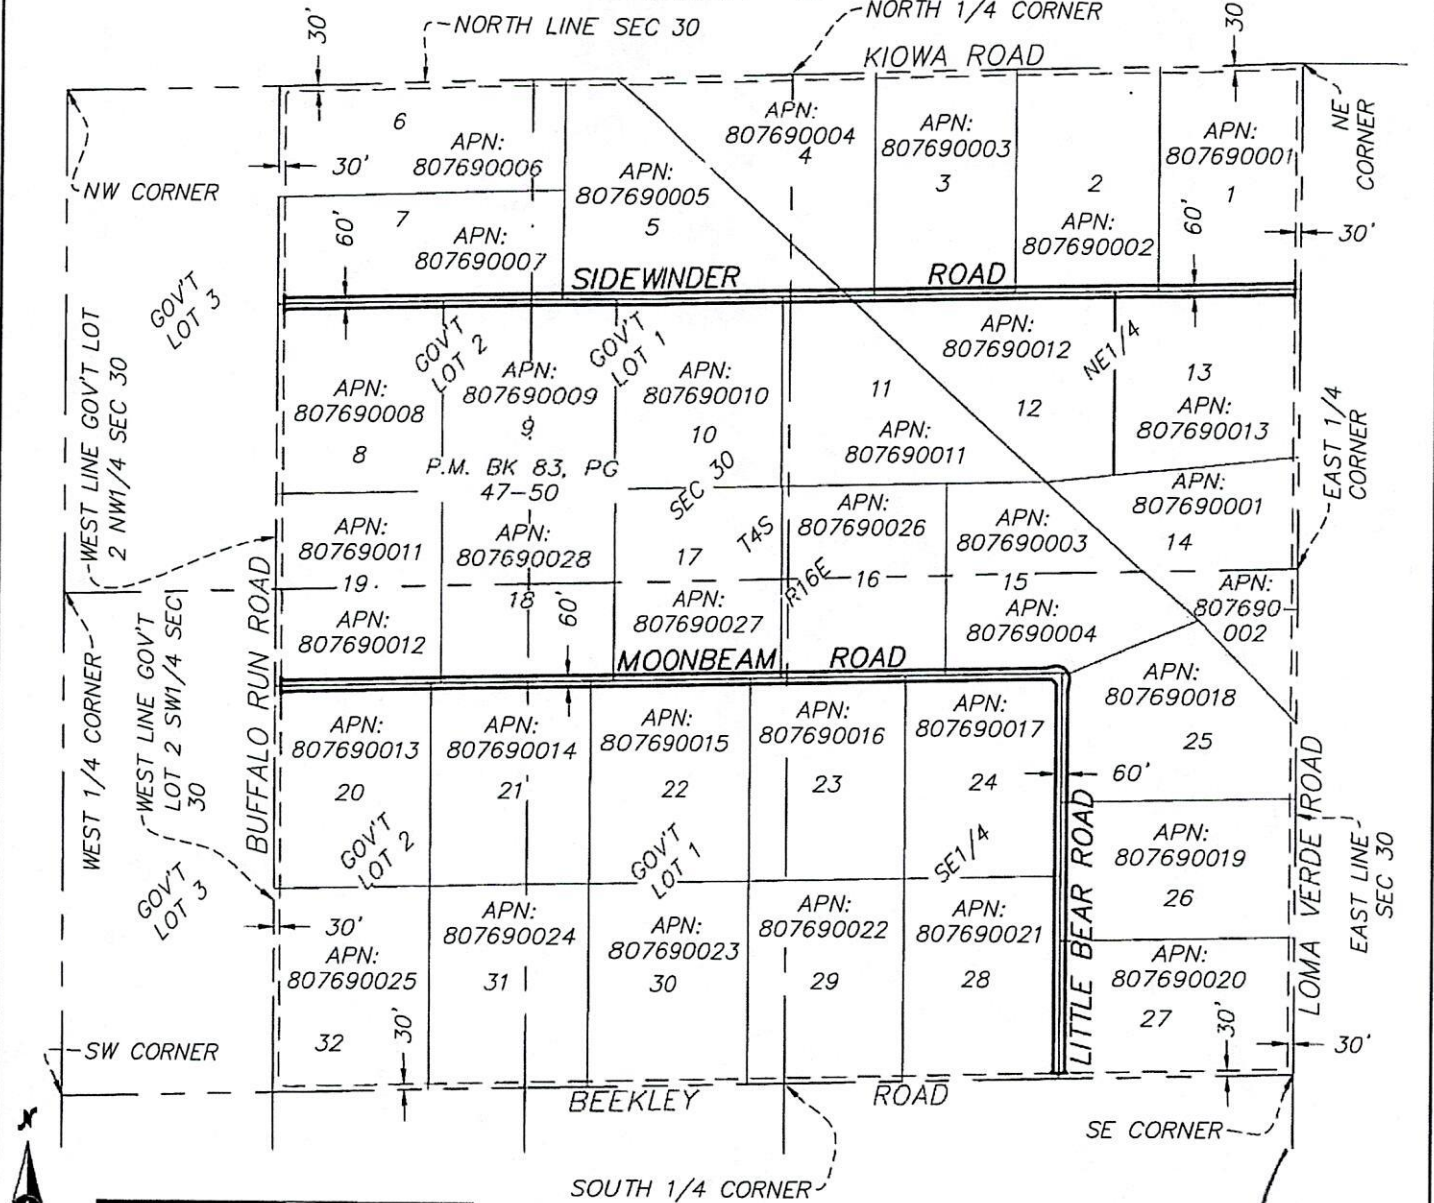 30'
NORTH LINE SEC 30
NORTH 1/4 CORNER
30
KIOWA ROAD
NE
CORNER
NW CORNER
6
APN:
807690006
30'
7
APN:
807690007
60'
APN:
807690005
5
APN:
807690004
4
APN:
807690003
3
2
APN:
807690002
APN:
807690001
1
60'
30'
SIDEWINDER ROAD
GOV'T
LOT 3
WEST LINE GOV'T LOT
2 NW1/4 SEC 30
GOV'T
LOT 2
GOV'T
LOT 1
APN:
807690008
8
APN:
807690009
9
APN:
807690010
10
11
APN:
807690011
APN:
807690012
12
NE1/4
13
APN:
807690013
P.M. BK 83, PG
47-50
SEC 30
T4S
R16E
EAST 1/4
CORNER
APN:
807690011
19
APN:
807690012
APN:
807690028
18
60'
17
APN:
807690027
APN:
807690026
16
APN:
807690003
15
APN:
807690004
APN:
807690001
14
APN:
807690
002
MOONBEAM ROAD
WEST 1/4 CORNER
WEST LINE GOV'T
LOT 2 SW1/4 SEC
30
BUFFALO RUN ROAD
APN:
807690013
20
APN:
807690014
21
APN:
807690015
22
APN:
807690016
23
APN:
807690017
24
APN:
807690018
25
60'
GOV'T
LOT 3
GOV'T
LOT 2
GOV'T
LOT 1
SE1/4
LITTLE BEAR ROAD
APN:
807690019
26
LOMA VERDE ROAD
EAST LINE
SEC 30
30'
APN:
807690025
32
30'
APN:
807690024
31
APN:
807690023
30
APN:
807690022
29
APN:
807690021
28
APN:
807690020
27
30'
30'
SW CORNER
BEEKLEY ROAD
SE CORNER
SOUTH 1/4 CORNER
N